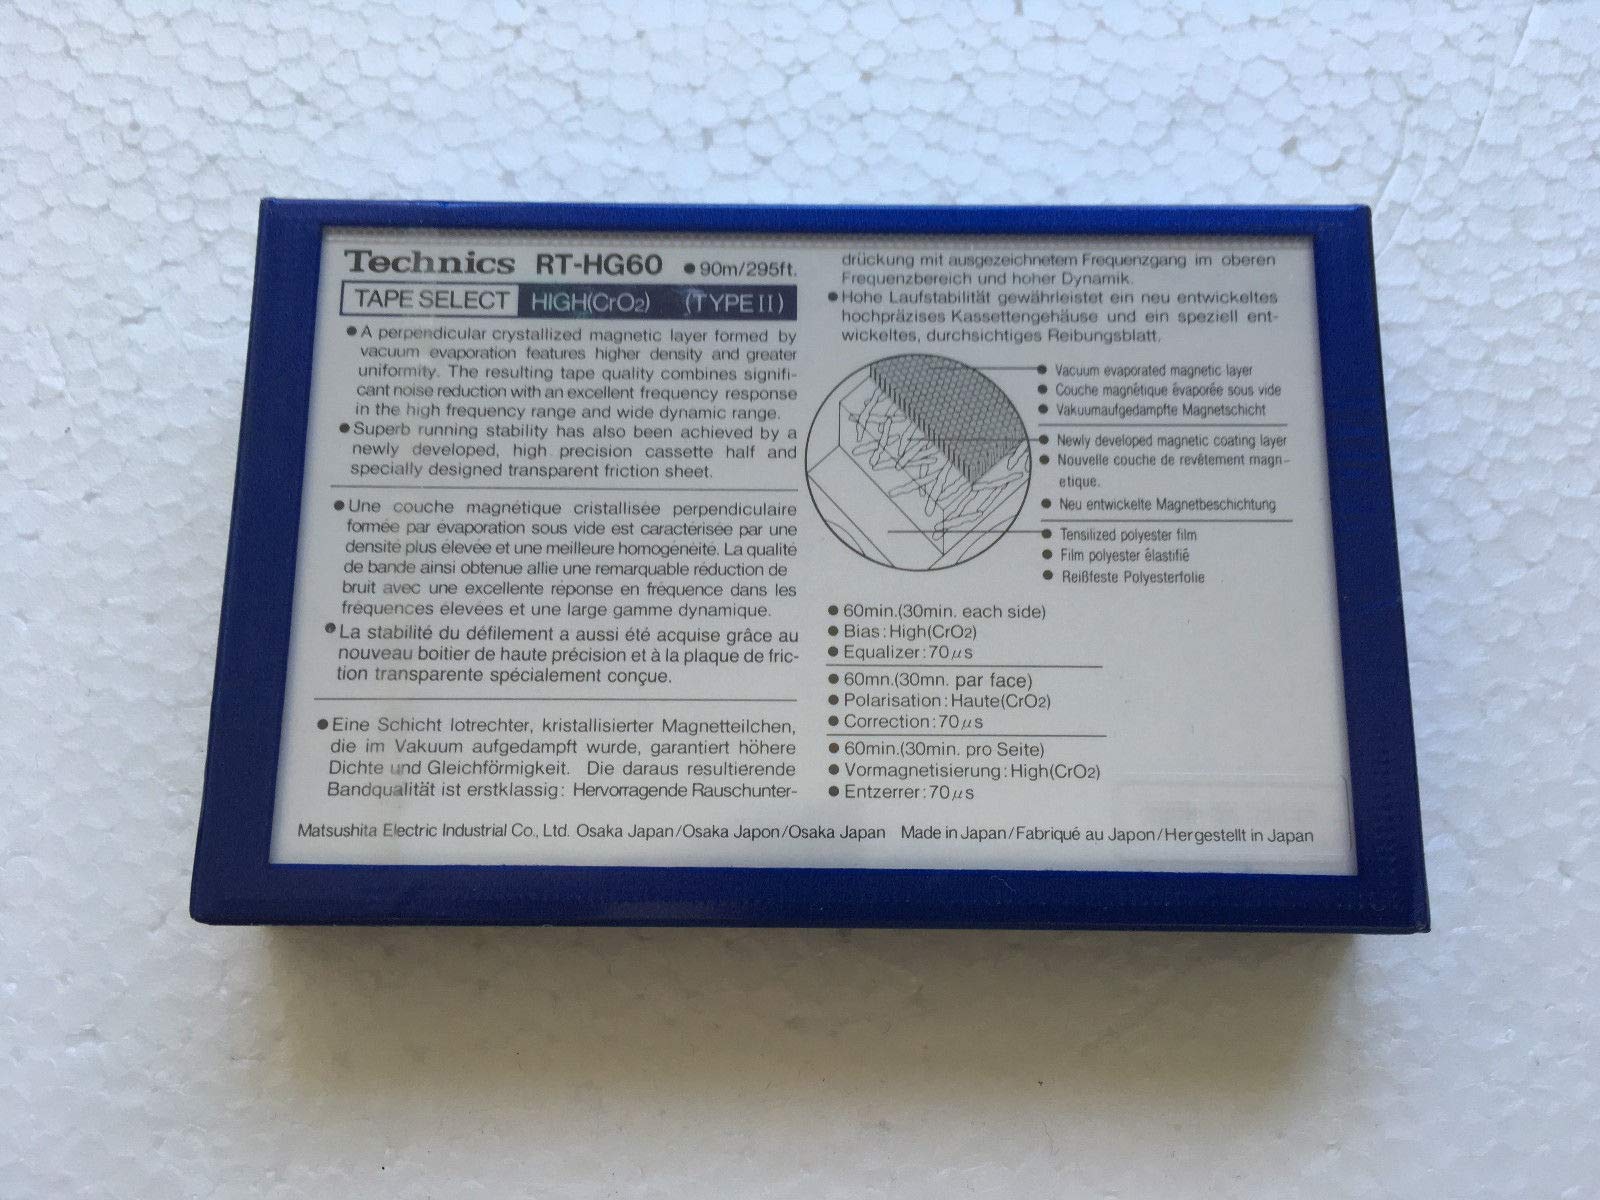 Technics RT-HG60 ●90m/295ft.
TAPE SELECT HIGH(CrO2) (TYPE II)
●A perpendicular crystallized magnetic layer formed by
vacuum evaporation features higher density and greater
uniformity. The resulting tape quality combines signifi-
cant noise reduction with an excellent frequency response
in the high frequency range and wide dynamic range.
●Superb running stability has also been achieved by a
newly developed, high precision cassette half and
specially designed transparent friction sheet.
●Une couche magnétique cristallisée perpendiculaire
formée par évaporation sous vide est caractérisée par une
densité plus élevée et une meilleure homogénéité. La qualité
de bande ainsi obtenue allie une remarquable réduction de
bruit avec une excellente réponse en fréquence dans les
fréquences élevées et une large gamme dynamique.
●La stabilité du défilement a aussi été acquise grâce au
nouveau boitier de haute précision et à la plaque de fric-
tion transparente spécialement conçue.
●Eine Schicht lotrechter, kristallisierter Magnetteilchen,
die im Vakuum aufgedampft wurde, garantiert höhere
Dichte und Gleichförmigkeit. Die daraus resultierende
Bandqualität ist erstklassig: Hervorragende Rauschunter-
drückung mit ausgezeichnetem Frequenzgang im oberen
Frequenzbereich und hoher Dynamik.
●Hohe Laufstabilität gewährleistet ein neu entwickeltes
hochpräzises Kassettengehäuse und ein speziell ent-
wickeltes, durchsichtiges Reibungsblatt.
● Vacuum evaporated magnetic layer
● Couche magnétique évaporée sous vide
● Vakuumaufgedampfte Magnetschicht
● Newly developed magnetic coating layer
● Nouvelle couche de revêtement magn-
etique.
● Neu entwickelte Magnetbeschichtung
● Tensilized polyester film
● Film polyester élastifié
● Reißfeste Polyesterfolie
● 60min.(30min. each side)
● Bias:High(CrO2)
● Equalizer:70μs
● 60mn.(30mn. par face)
● Polarisation:Haute(CrO2)
● Correction:70μs
● 60min.(30min. pro Seite)
● Vormagnetisierung:High(CrO2)
● Entzerrer:70μs
Matsushita Electric Industrial Co., Ltd. Osaka Japan/Osaka Japon/Osaka Japan Made in Japan/Fabriqué au Japon/Hergestellt in Japan